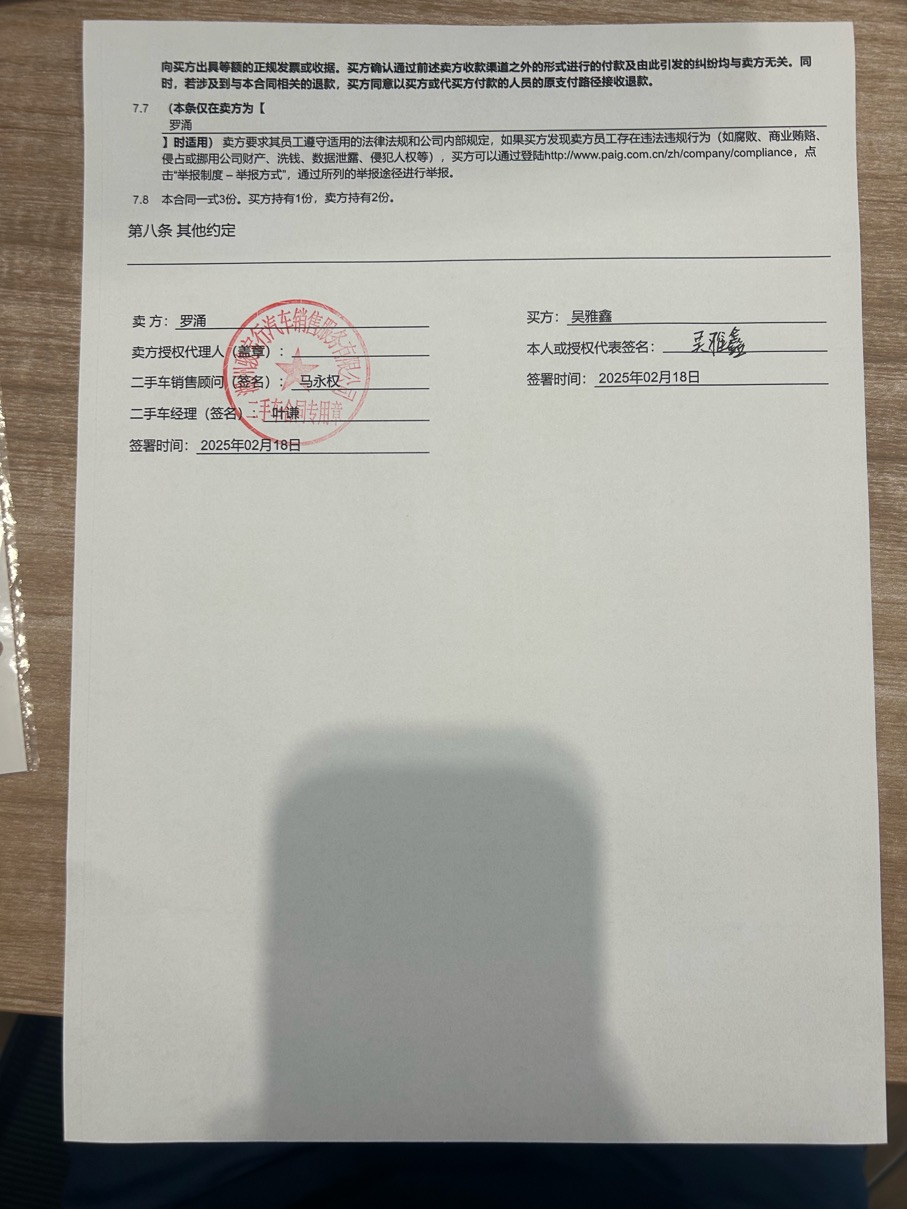 向买方出具等额的正规发票或收据。买方确认通过前述卖方收款渠道之外的形式进行的付款及由此引发的纠纷均与卖方无关。同
时，若涉及到与本合同相关的退款，买方同意以买方或代买方付款的人员的原支付路径接收退款。
7.7 （本条仅在卖方为【
罗涌
】时适用）卖方要求其员工遵守适用的法律法规和公司内部规定，如果买方发现卖方员工存在违法违规行为（如腐败、商业贿赂、
侵占或挪用公司财产、洗钱、数据泄露、侵犯人权等），买方可以通过登陆http://www.paig.com.cn/zh/company/compliance，点
击“举报制度 – 举报方式”，通过所列的举报途径进行举报。
7.8 本合同一式3份。买方持有1份，卖方持有2份。
第八条 其他约定
卖 方： 罗涌
卖方授权代理人（盖章）：
二手车销售顾问（签名）： 马永权
二手车经理（签名）： 叶谦
签署时间： 2025年02月18日
汽车销售服务有限公司
二手车合同专用章
买方： 吴雅鑫
本人或授权代表签名： 吴雅鑫
签署时间： 2025年02月18日